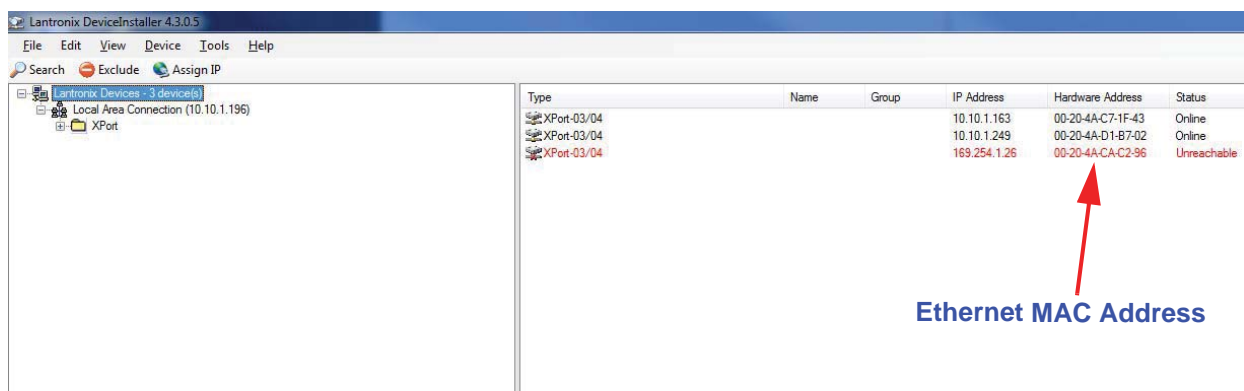 Lantronix DeviceInstaller 4.3.0.5
File Edit View Device Tools Help
Search Exclude Assign IP
Lantronix Devices - 3 device(s)
Local Area Connection (10.10.1.196)
XPort
Type Name Group IP Address Hardware Address Status
XPort-03/04 10.10.1.163 00-20-4A-C7-1F-43 Online
XPort-03/04 10.10.1.249 00-20-4A-D1-B7-02 Online
XPort-03/04 169.254.1.26 00-20-4A-CA-C2-96 Unreachable
Ethernet MAC Address